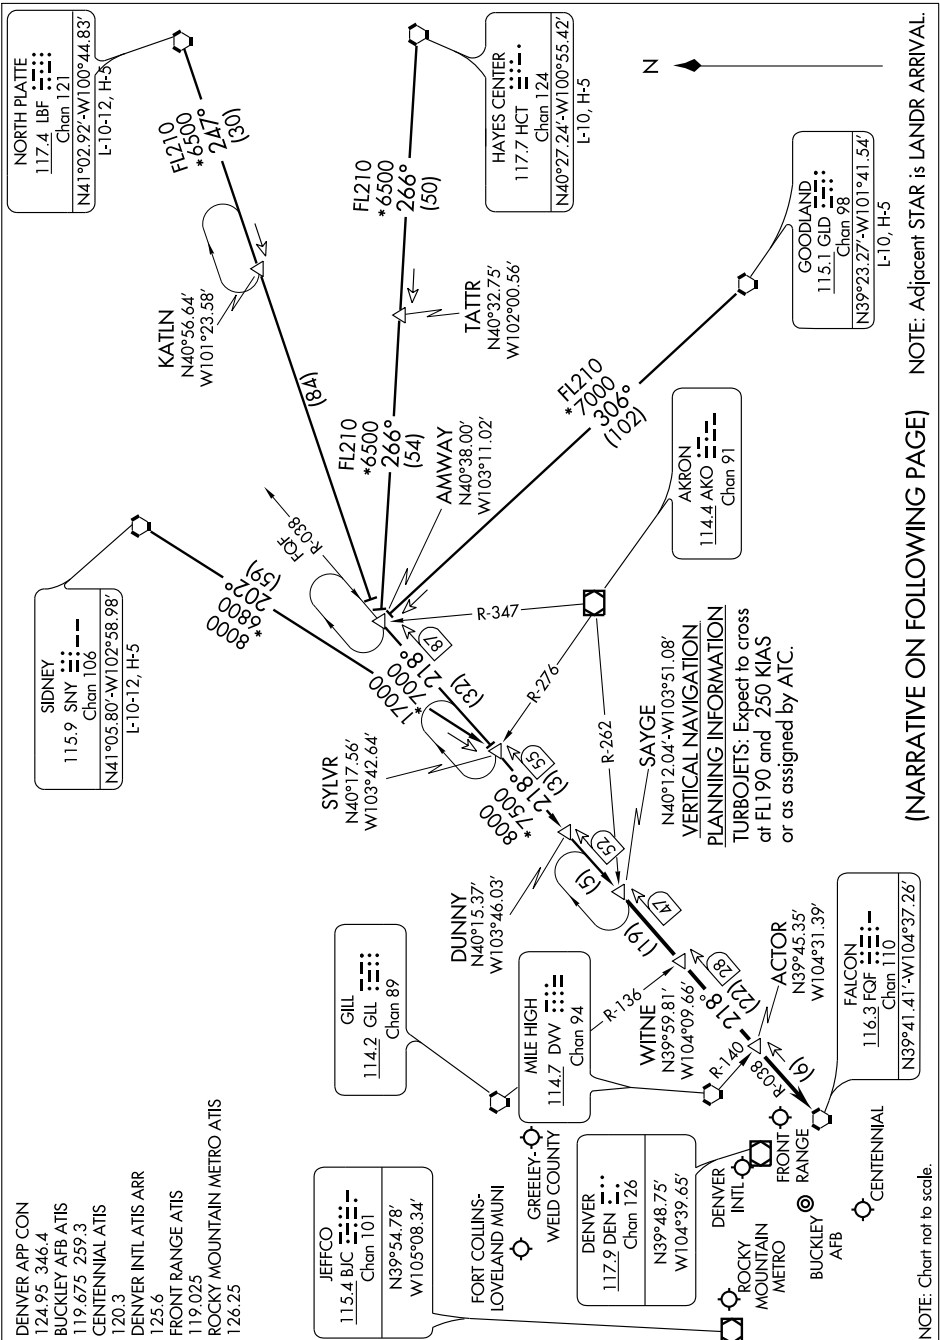 DENVER APP CON
124.95 346.4
BUCKLEY AFB ATIS
119.675 259.3
CENTENNIAL ATIS
120.3
DENVER INTL ATIS ARR
125.6
FRONT RANGE ATIS
119.025
ROCKY MOUNTAIN METRO ATIS
126.25
SIDNEY
115.9 SNY
Chan 106
N41°05.80'-W102°58.98'
L-10-12, H-5
NORTH PLATTE
117.4 LBF
Chan 121
N41°02.92'-W100°44.83'
L-10-12, H-5
FL210
*6500
247°
(30)
KATLN
N40°56.64'
W101°23.58'
(84)
8000
*6800
202°
(59)
FQF
R-038
HAYES CENTER
117.7 HCT
Chan 124
N40°27.24'-W100°55.42'
L-10, H-5
FL210
*6500
266°
(50)
TATTR
N40°32.75'
W102°00.56'
FL210
*6500
266°
(54)
AMWAY
N40°38.00'
W103°11.02'
N
GOODLAND
115.1 GLD
Chan 98
N39°23.27'-W101°41.54'
L-10, H-5
FL210
*7000
306°
(102)
AKRON
114.4 AKO
Chan 91
R-347
R-276
R-262
17000
*7000
218°
(32)
87
SYLVR
N40°17.56'
W103°42.64'
55
8000
*7500
218°
(3)
DUNNY
N40°15.37'
W103°46.03'
52
(5)
SAYGE
N40°12.04'-W103°51.08'
VERTICAL NAVIGATION
PLANNING INFORMATION
TURBOJETS: Expect to cross
at FL190 and 250 KIAS
or as assigned by ATC.
47
(19)
GILL
114.2 GLL
Chan 89
R-136
WITNE
N39°59.81'
W104°09.66'
28
218°
(22)
MILE HIGH
114.7 DVV
Chan 94
R-140
ACTOR
N39°45.35'
W104°31.39'
R-038
(6)
FALCON
116.3 FQF
Chan 110
N39°41.41'-W104°37.26'
JEFFCO
115.4 BJC
Chan 101
N39°54.78'
W105°08.34'
FORT COLLINS-
LOVELAND MUNI
GREELEY-
WELD COUNTY
DENVER
117.9 DEN
Chan 126
N39°48.75'
W104°39.65'
DENVER
INTL
FRONT
RANGE
ROCKY
MOUNTAIN
METRO
BUCKLEY
AFB
CENTENNIAL
NOTE: Chart not to scale.
(NARRATIVE ON FOLLOWING PAGE)
NOTE: Adjacent STAR is LANDR ARRIVAL.